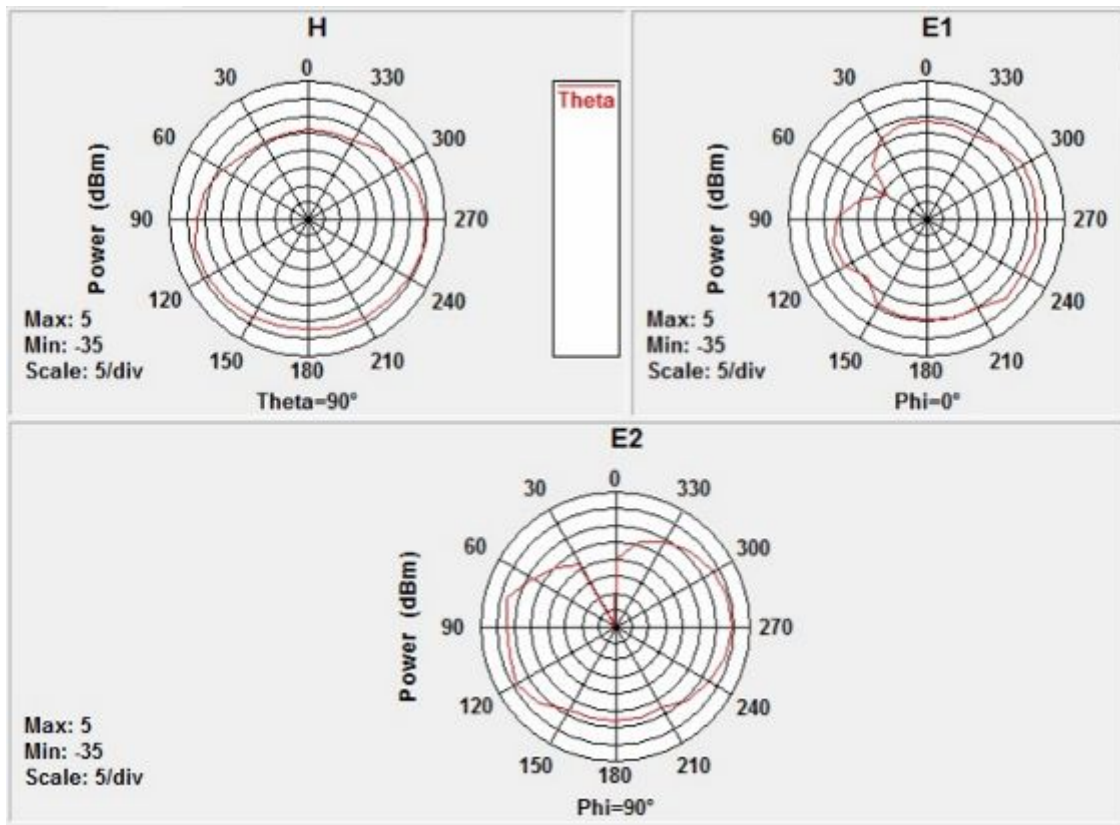 H
0
30
330
60
300
90
270
120
240
150
210
180
Power (dBm)
Max: 5
Min: -35
Scale: 5/div
Theta=90°
Theta
E1
0
30
330
60
300
90
270
120
240
150
210
180
Power (dBm)
Max: 5
Min: -35
Scale: 5/div
Phi=0°
E2
0
30
330
60
300
90
270
120
240
150
210
180
Power (dBm)
Max: 5
Min: -35
Scale: 5/div
Phi=90°